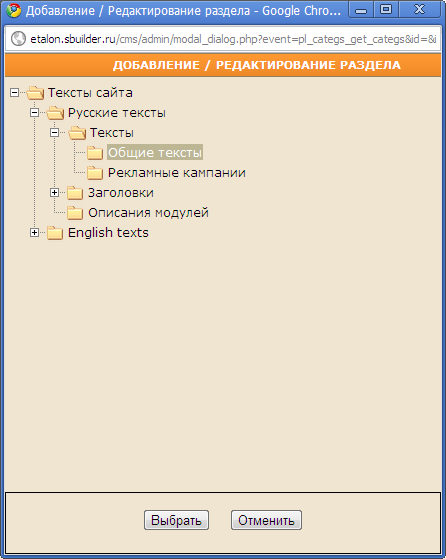 Добавление / Редактирование раздела - Google Chro...
etalon.sbuilder.ru/cms/admin/modal_dialog.php?event=pl_categs_get_categs&id=&i
ДОБАВЛЕНИЕ / РЕДАКТИРОВАНИЕ РАЗДЕЛА
Тексты сайта
Русские тексты
Тексты
Общие тексты
Рекламные кампании
Заголовки
Описания модулей
English texts
Выбрать Отменить